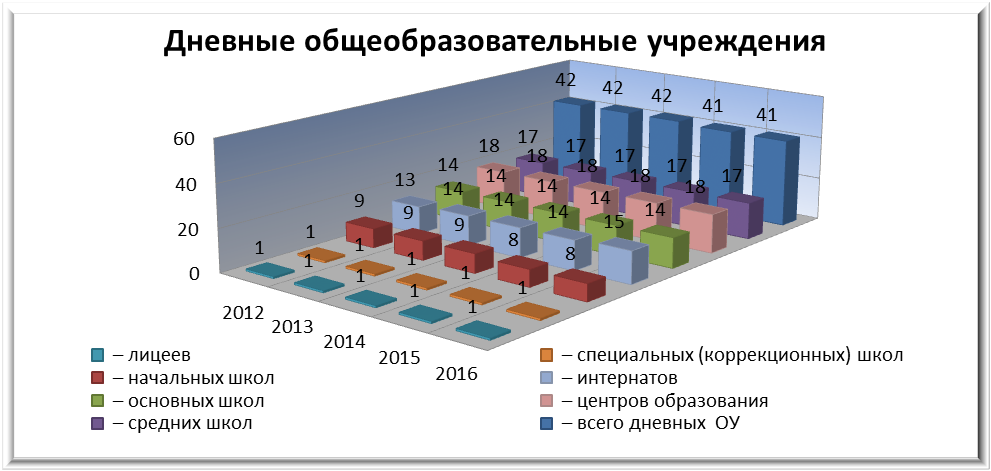 Дневные общеобразовательные учреждения
60
40
20
0
42 42 42 41 41
17 17 17 17 17
18 18 18 18 18
14 14 14 14 14
13 14 14 14 15
9 9 9 8 8
1 1 1 1 1
1 1 1 1 1
2012
2013
2014
2015
2016
– лицеев
– специальных (коррекционных) школ
– начальных школ
– интернатов
– основных школ
– центров образования
– средних школ
– всего дневных ОУ